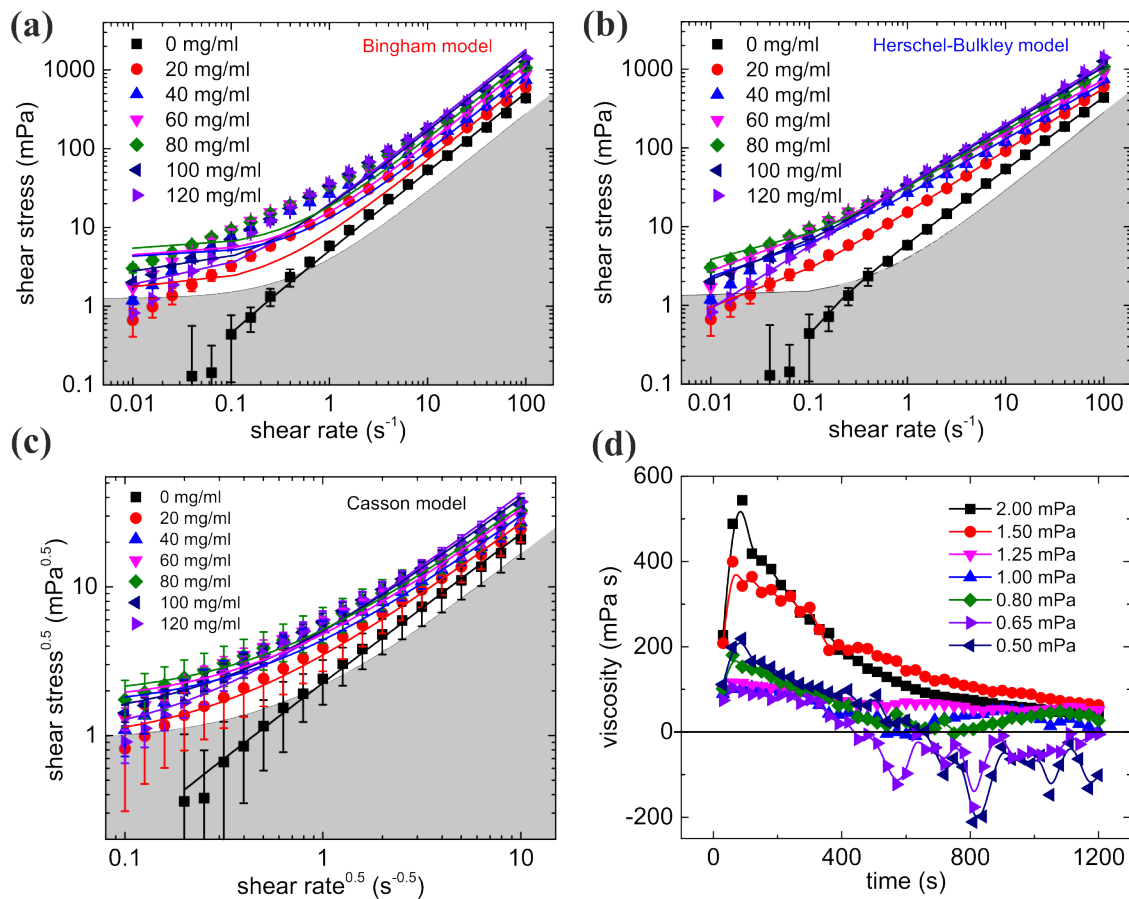 (a)
0 mg/ml
20 mg/ml
40 mg/ml
60 mg/ml
80 mg/ml
100 mg/ml
120 mg/ml
Bingham model
1000
100
10
1
0.1
shear stress (mPa)
0.01 0.1 1 10 100
shear rate (s⁻¹)
(b)
0 mg/ml
20 mg/ml
40 mg/ml
60 mg/ml
80 mg/ml
100 mg/ml
120 mg/ml
Herschel-Bulkley model
1000
100
10
1
0.1
shear stress (mPa)
0.01 0.1 1 10 100
shear rate (s⁻¹)
(c)
0 mg/ml
20 mg/ml
40 mg/ml
60 mg/ml
80 mg/ml
100 mg/ml
120 mg/ml
Casson model
10
1
shear stress⁰·⁵ (mPa⁰·⁵)
0.1 1 10
shear rate⁰·⁵ (s⁻⁰·⁵)
(d)
2.00 mPa
1.50 mPa
1.25 mPa
1.00 mPa
0.80 mPa
0.65 mPa
0.50 mPa
600
400
200
0
-200
viscosity (mPa s)
0 400 800 1200
time (s)